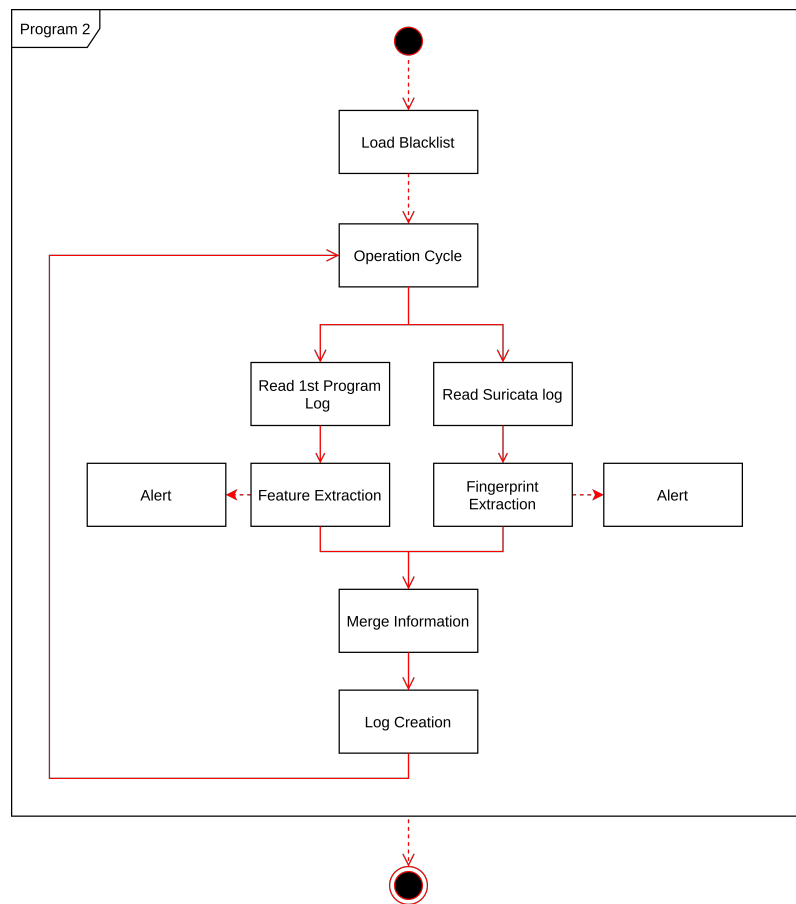 Program 2
Load Blacklist
Operation Cycle
Read 1st Program
Log
Read Suricata log
Alert
Feature Extraction
Fingerprint
Extraction
Alert
Merge Information
Log Creation